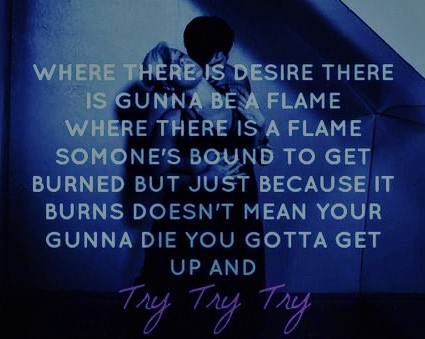 WHERE THERE IS DESIRE THERE
IS GUNNA BE A FLAME
WHERE THERE IS A FLAME
SOMONE'S BOUND TO GET
BURNED BUT JUST BECAUSE IT
BURNS DOESN'T MEAN YOUR
GUNNA DIE YOU GOTTA GET
UP AND
Try Try Try